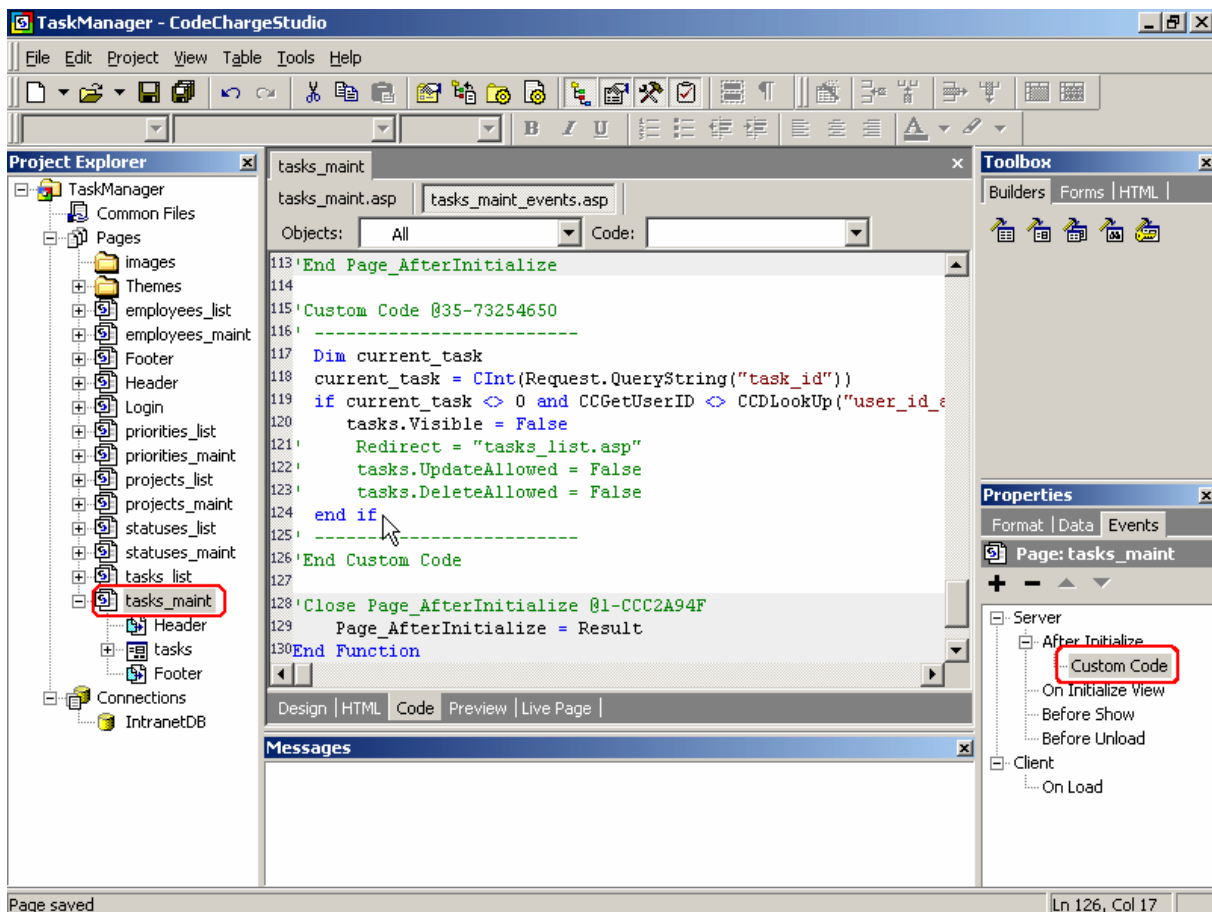 TaskManager - CodeChargeStudio
File Edit Project View Table Tools Help
B I U A
Project Explorer
TaskManager
Common Files
Pages
images
Themes
employees_list
employees_maint
Footer
Header
Login
priorities_list
priorities_maint
projects_list
projects_maint
statuses_list
statuses_maint
tasks_list
tasks_maint
Header
tasks
Footer
Connections
IntranetDB
tasks_maint
tasks_maint.asp tasks_maint_events.asp
Objects: All Code:
113 'End Page_AfterInitialize
114
115 'Custom Code @35-73254650
116 ' -------------------------
117 Dim current_task
118 current_task = CInt(Request.QueryString("task_id"))
119 if current_task <> 0 and CCGetUserID <> CCDLookUp("user_id_a
120 tasks.Visible = False
121 ' Redirect = "tasks_list.asp"
122 ' tasks.UpdateAllowed = False
123 ' tasks.DeleteAllowed = False
124 end if
125 ' -------------------------
126 'End Custom Code
127
128 'Close Page_AfterInitialize @1-CCC2A94F
129 Page_AfterInitialize = Result
130 End Function
Design HTML Code Preview Live Page
Messages
Toolbox
Builders Forms HTML
Properties
Format Data Events
Page: tasks_maint
Server
After Initialize
Custom Code
On Initialize View
Before Show
Before Unload
Client
On Load
Page saved
Ln 126, Col 17